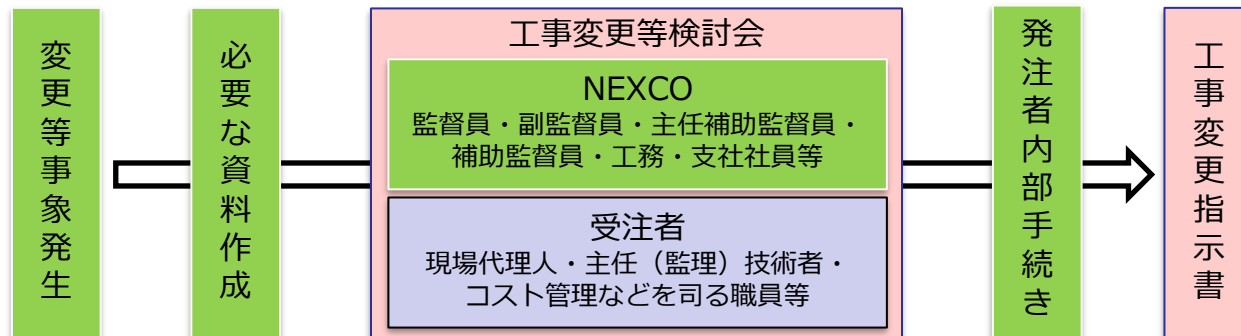 変更等事象発生
必要な資料作成
工事変更等検討会
NEXCO
監督員・副監督員・主任補助監督員・
補助監督員・工務・支社社員等
受注者
現場代理人・主任（監理）技術者・
コスト管理などを司る職員等
発注者内部手続き
工事変更指示書